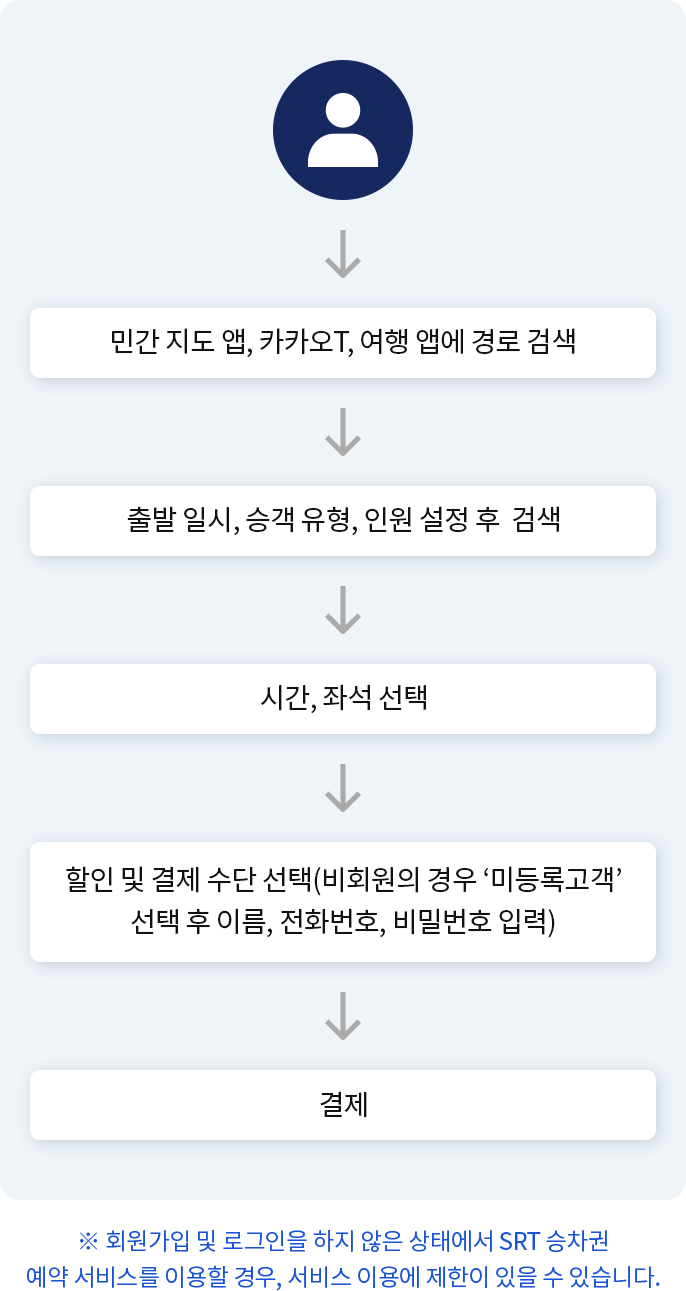 민간 지도 앱, 카카오T, 여행 앱에 경로 검색
출발 일시, 승객 유형, 인원 설정 후 검색
시간, 좌석 선택
할인 및 결제 수단 선택(비회원의 경우 ‘미등록고객’
선택 후 이름, 전화번호, 비밀번호 입력)
결제
※ 회원가입 및 로그인을 하지 않은 상태에서 SRT 승차권
예약 서비스를 이용할 경우, 서비스 이용에 제한이 있을 수 있습니다.